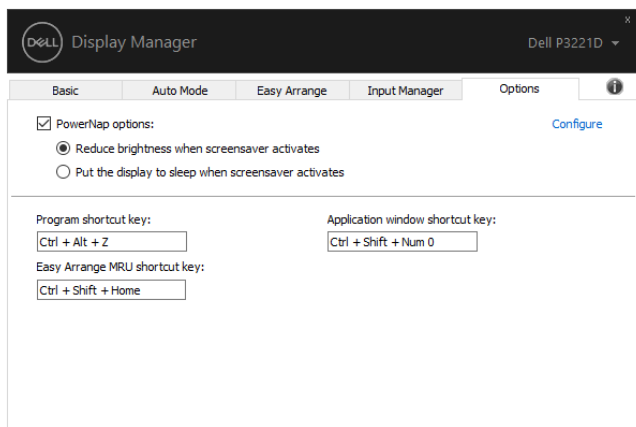 x
DELL Display Manager
Dell P3221D
Basic Auto Mode Easy Arrange Input Manager Options i
PowerNap options: Configure
Reduce brightness when screensaver activates
Put the display to sleep when screensaver activates
Program shortcut key: Application window shortcut key:
Ctrl + Alt + Z Ctrl + Shift + Num 0
Easy Arrange MRU shortcut key:
Ctrl + Shift + Home